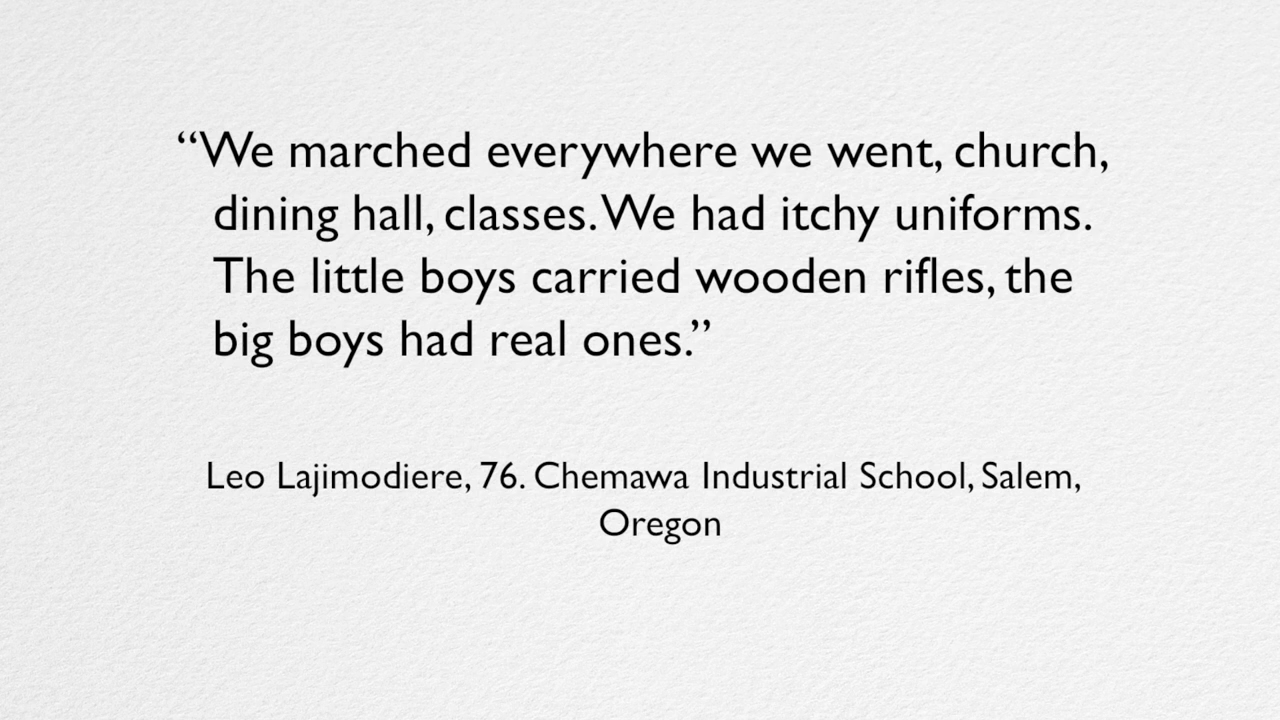 “We marched everywhere we went, church,
dining hall, classes. We had itchy uniforms.
The little boys carried wooden rifles, the
big boys had real ones.”
Leo Lajimodiere, 76. Chemawa Industrial School, Salem,
Oregon